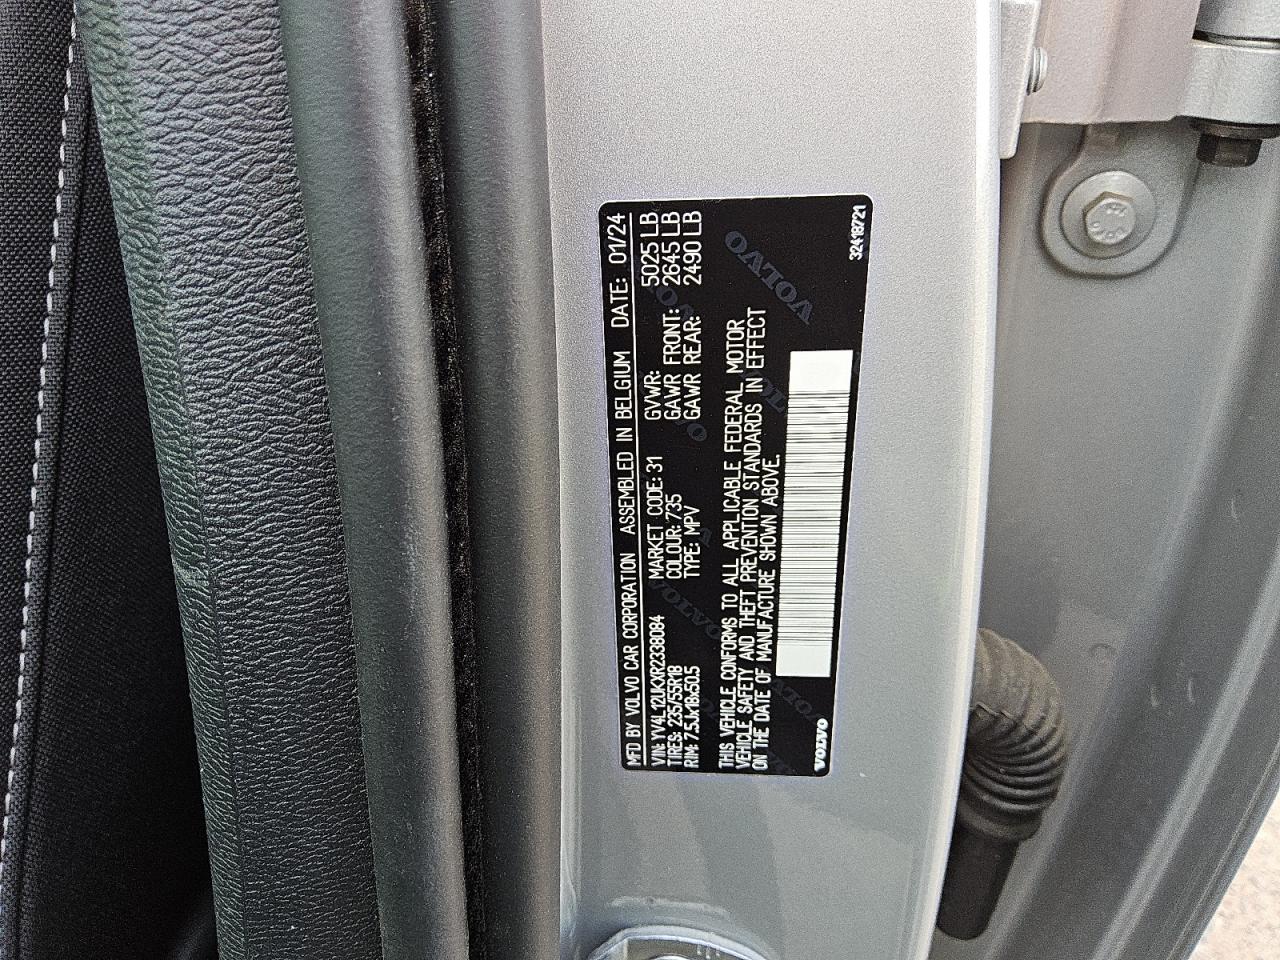 MFD BY VOLVO CAR CORPORATION ASSEMBLED IN BELGIUM DATE: 01/24
VIN: YV4L12UKXR2338084 MARKET CODE: 31 GVWR: 5025 LB
TIRES: 235/55R18 COLOUR: 735 GAWR FRONT: 2645 LB
RIM: 7.5Jx18x50.5 TYPE: MPV GAWR REAR: 2490 LB
THIS VEHICLE CONFORMS TO ALL APPLICABLE FEDERAL MOTOR
VEHICLE SAFETY AND THEFT PREVENTION STANDARDS IN EFFECT
ON THE DATE OF MANUFACTURE SHOWN ABOVE.
VOLVO 32418721